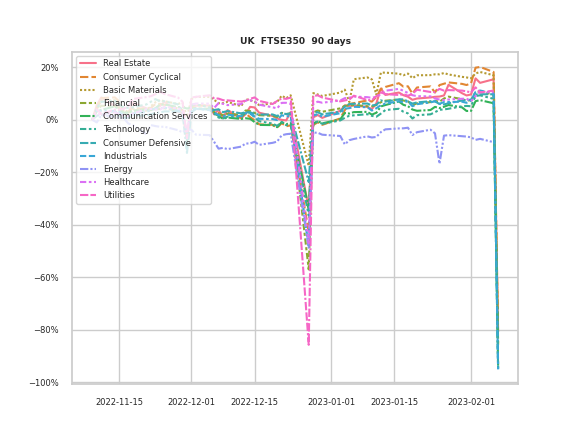 UK FTSE350 90 days
20%
0%
−20%
−40%
−60%
−80%
−100%
Real Estate
Consumer Cyclical
Basic Materials
Financial
Communication Services
Technology
Consumer Defensive
Industrials
Energy
Healthcare
Utilities
2022-11-15
2022-12-01
2022-12-15
2023-01-01
2023-01-15
2023-02-01